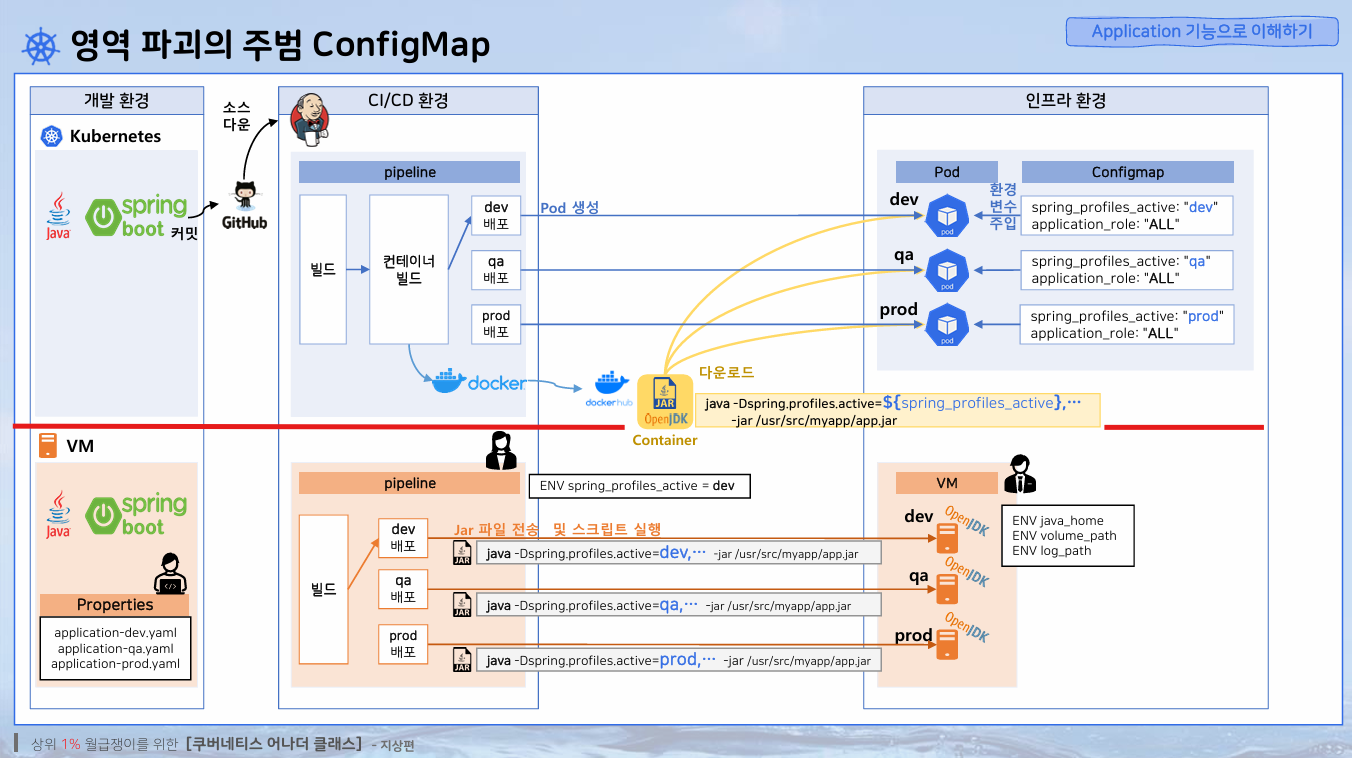 영역 파괴의 주범 ConfigMap
Application 기능으로 이해하기
개발 환경
소스
다운
CI/CD 환경
인프라 환경
Kubernetes
Java
spring
boot
커밋
GitHub
pipeline
빌드
컨테이너
빌드
dev
배포
qa
배포
prod
배포
Pod 생성
docker
dockerhub
JAR
OpenJDK
Container
다운로드
java -Dspring.profiles.active=${spring_profiles_active},···
-jar /usr/src/myapp/app.jar
Pod
Configmap
환경
변수
주입
dev
pod
spring_profiles_active: "dev"
application_role: "ALL"
qa
pod
spring_profiles_active: "qa"
application_role: "ALL"
prod
pod
spring_profiles_active: "prod"
application_role: "ALL"
VM
Java
spring
boot
Properties
application-dev.yaml
application-qa.yaml
application-prod.yaml
pipeline
ENV spring_profiles_active = dev
빌드
dev
배포
qa
배포
prod
배포
Jar 파일 전송 및 스크립트 실행
JAR
java -Dspring.profiles.active=dev,··· -jar /usr/src/myapp/app.jar
JAR
java -Dspring.profiles.active=qa,··· -jar /usr/src/myapp/app.jar
JAR
java -Dspring.profiles.active=prod,··· -jar /usr/src/myapp/app.jar
VM
dev
OpenJDK
qa
OpenJDK
prod
OpenJDK
ENV java_home
ENV volume_path
ENV log_path
상위 1% 월급쟁이를 위한 [쿠버네티스 어나더 클래스] - 지상편